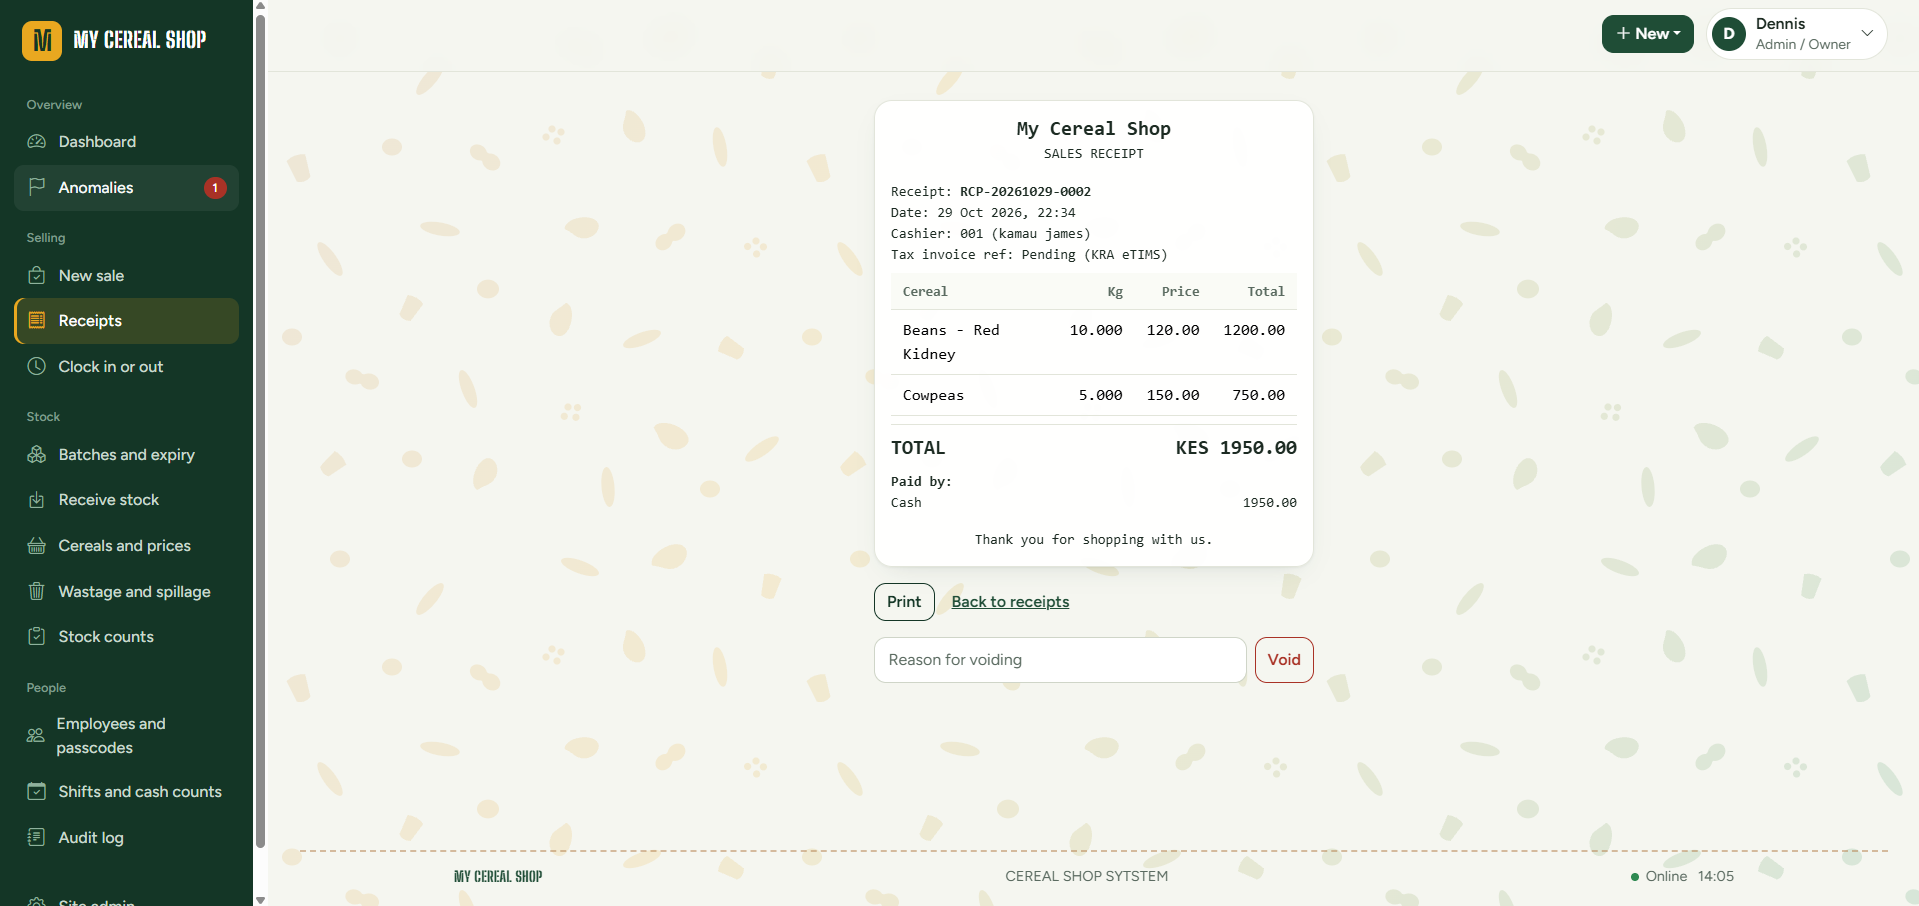 M MY CEREAL SHOP
+ New
D
Dennis
Admin / Owner
Overview
Dashboard
Anomalies 1
Selling
New sale
Receipts
Clock in or out
Stock
Batches and expiry
Receive stock
Cereals and prices
Wastage and spillage
Stock counts
People
Employees and
passcodes
Shifts and cash counts
Audit log
Site admin
My Cereal Shop
SALES RECEIPT
Receipt: RCP-20261029-0002
Date: 29 Oct 2026, 22:34
Cashier: 001 (kamau james)
Tax invoice ref: Pending (KRA eTIMS)
Cereal Kg Price Total
Beans - Red 10.000 120.00 1200.00
Kidney
Cowpeas 5.000 150.00 750.00
TOTAL KES 1950.00
Paid by:
Cash 1950.00
Thank you for shopping with us.
Print Back to receipts
Reason for voiding Void
MY CEREAL SHOP CEREAL SHOP SYTSTEM Online 14:05